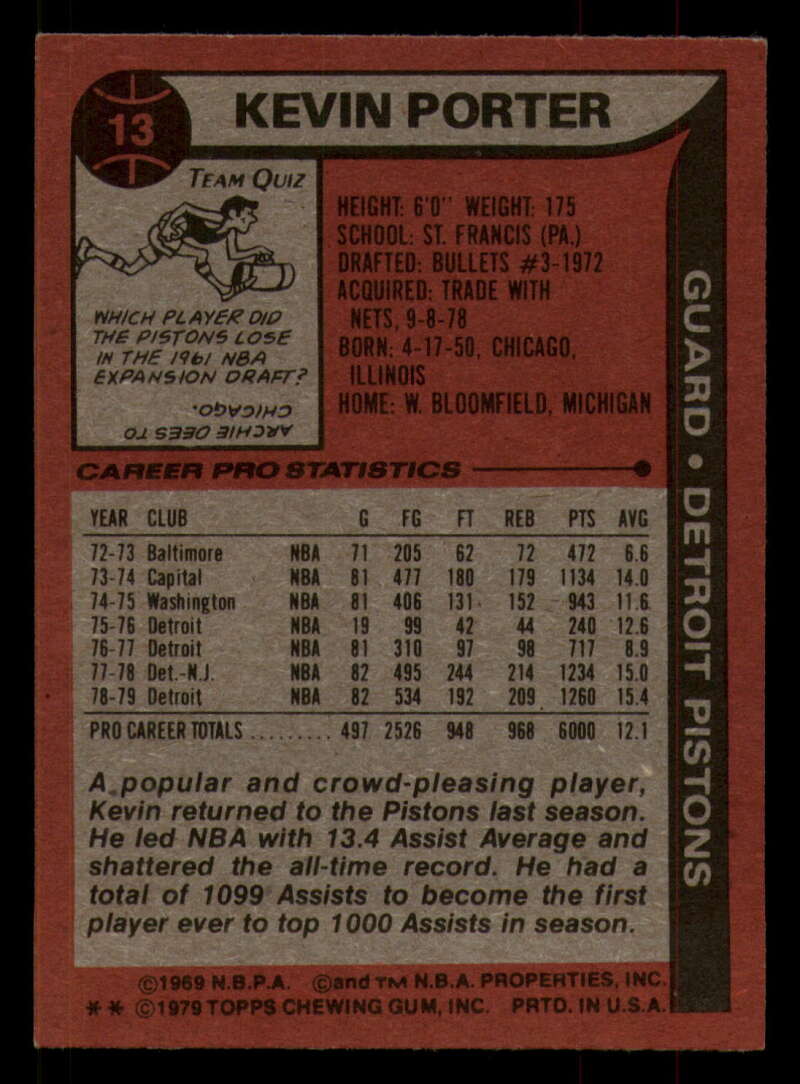 13
KEVIN PORTER
TEAM QUIZ
WHICH PLAYER DID
THE PISTONS LOSE
IN THE 1961 NBA
EXPANSION DRAFT?
ARCHIE DEES TO
CHICAGO.
HEIGHT: 6'0" WEIGHT: 175
SCHOOL: ST. FRANCIS (PA.)
DRAFTED: BULLETS #3-1972
ACQUIRED: TRADE WITH
NETS, 9-8-78
BORN: 4-17-50, CHICAGO,
ILLINOIS
HOME: W. BLOOMFIELD, MICHIGAN
GUARD • DETROIT PISTONS
CAREER PRO STATISTICS
YEAR CLUB G FG FT REB PTS AVG
72-73 Baltimore NBA 71 205 62 72 472 6.6
73-74 Capital NBA 81 477 180 179 1134 14.0
74-75 Washington NBA 81 406 131 152 943 11.6
75-76 Detroit NBA 19 99 42 44 240 12.6
76-77 Detroit NBA 81 310 97 98 717 8.9
77-78 Det.-N.J. NBA 82 495 244 214 1234 15.0
78-79 Detroit NBA 82 534 192 209 1260 15.4
PRO CAREER TOTALS ......... 497 2526 948 968 6000 12.1
A popular and crowd-pleasing player,
Kevin returned to the Pistons last season.
He led NBA with 13.4 Assist Average and
shattered the all-time record. He had a
total of 1099 Assists to become the first
player ever to top 1000 Assists in season.
©1969 N.B.P.A. ©and TM N.B.A. PROPERTIES, INC.
** ©1979 TOPPS CHEWING GUM, INC. PRTD. IN U.S.A.